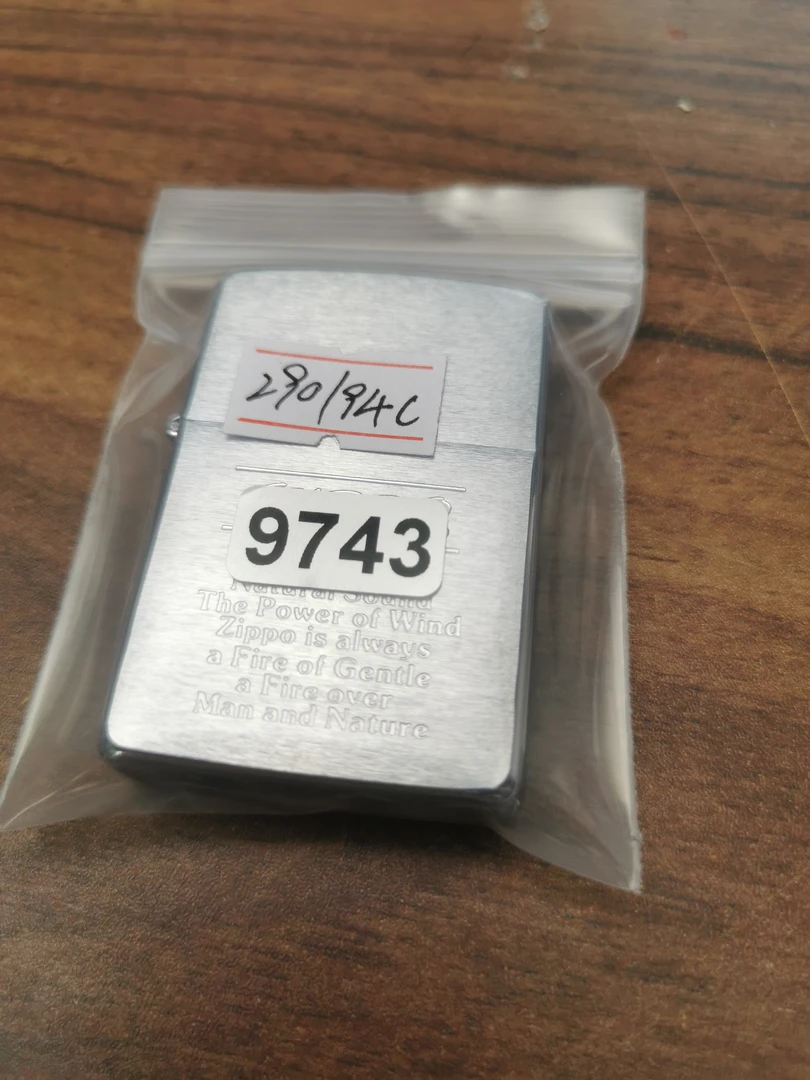 290/94C
9743
Natural Sound
The Power of Wind
Zippo is always
a Fire of Gentle
a Fire over
Man and Nature